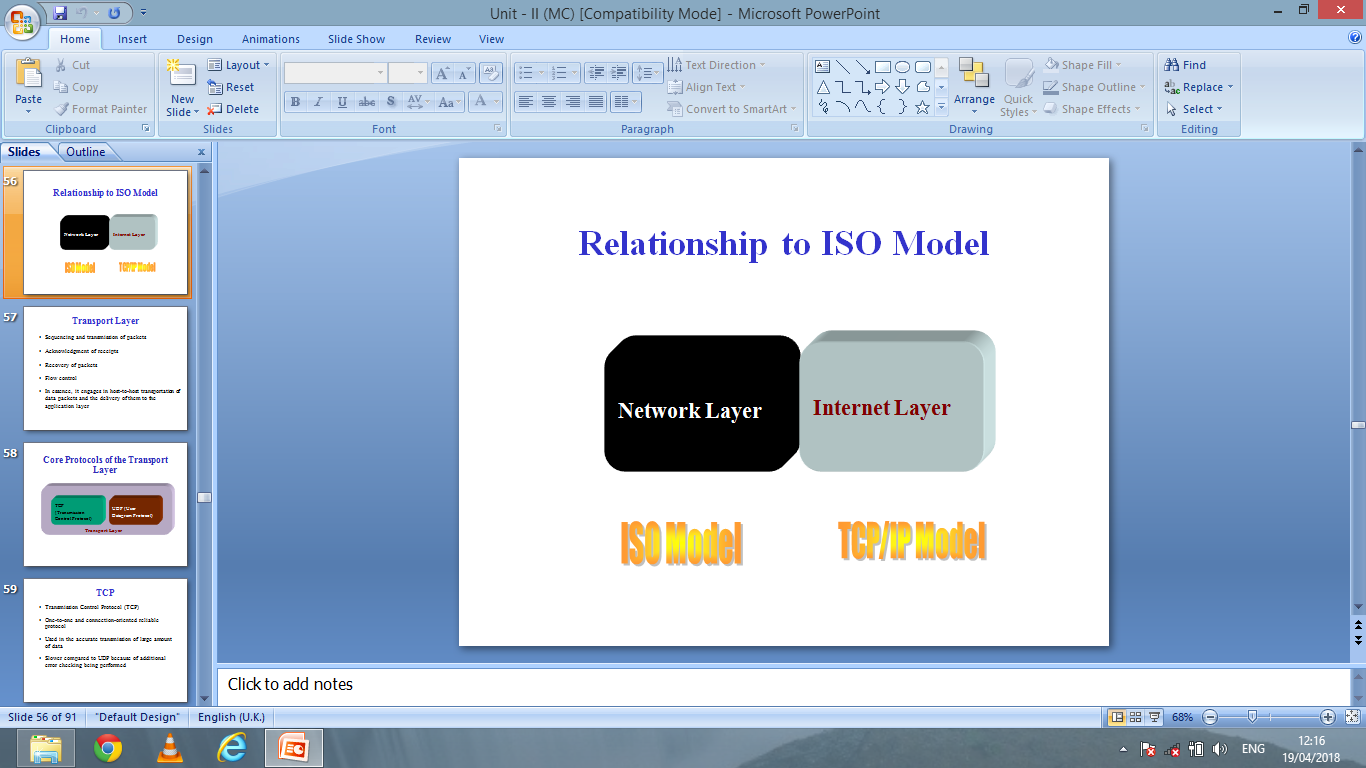 Unit - II (MC) [Compatibility Mode] - Microsoft PowerPoint
Home Insert Design Animations Slide Show Review View
Paste
Cut
Copy
Format Painter
Clipboard
New Slide
Layout
Reset
Delete
Slides
B I U abc S AV Aa A
Font
Text Direction
Align Text
Convert to SmartArt
Paragraph
Arrange
Quick Styles
Shape Fill
Shape Outline
Shape Effects
Drawing
Find
Replace
Select
Editing
Slides Outline x
56
Relationship to ISO Model
Network Layer Internet Layer
ISO Model TCP/IP Model
57
Transport Layer
• Sequencing and transmission of packets
• Acknowledgment of receipts
• Recovery of packets
• Flow control
• In essence, it engages in host-to-host transportation of
data packets and the delivery of them to the
application layer
58
Core Protocols of the Transport
Layer
TCP
(Transmission
Control Protocol)
UDP (User
Datagram Protocol)
Transport Layer
59
TCP
• Transmission Control Protocol (TCP)
• One-to-one and connection-oriented reliable
protocol
• Used in the accurate transmission of large amount
of data
• Slower compared to UDP because of additional
error checking being performed
Relationship to ISO Model
Network Layer Internet Layer
ISO Model TCP/IP Model
Click to add notes
Slide 56 of 91 "Default Design" English (U.K.) 68%
ENG
12:16
19/04/2018